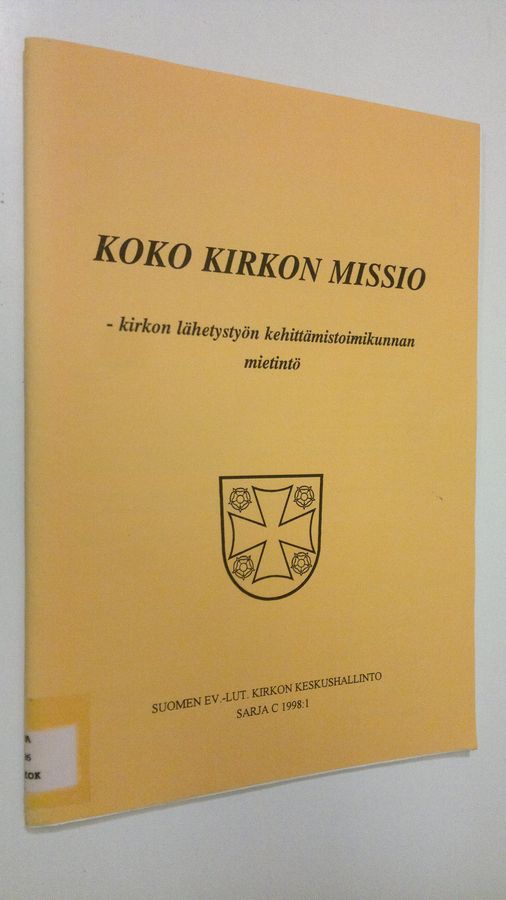 KOKO KIRKON MISSIO
- kirkon lähetystyön kehittämistoimikunnan
mietintö
SUOMEN EV.-LUT. KIRKON KESKUSHALLINTO
SARJA C 1998:1